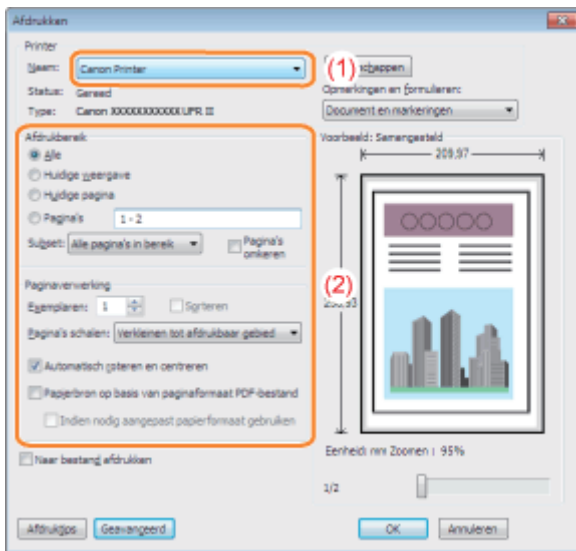 Afdrukken
Printer
Naam: Canon Printer
(1)
schappen
Status: Gereed
Opmerkingen en formulieren:
Type: Canon XXXXXXXXXXXX UFR II
Document en markeringen
Afdrukbereik
Alle
Huidige weergave
Huidige pagina
Pagina's 1 - 2
Subset: Alle pagina's in bereik
Pagina's omkeren
Voorbeeld: Samengesteld
209,97
(2)
Paginaverwerking
Exemplaren: 1
Sorteren
Pagina's schalen: Verkleinen tot afdrukbaar gebied
Automatisch roteren en centreren
Papierbron op basis van paginaformaat PDF-bestand
Indien nodig aangepast papierformaat gebruiken
Naar bestand afdrukken
Eenheid: mm Zoomen : 95%
1/2
Afdruktips
Geavanceerd
OK
Annuleren